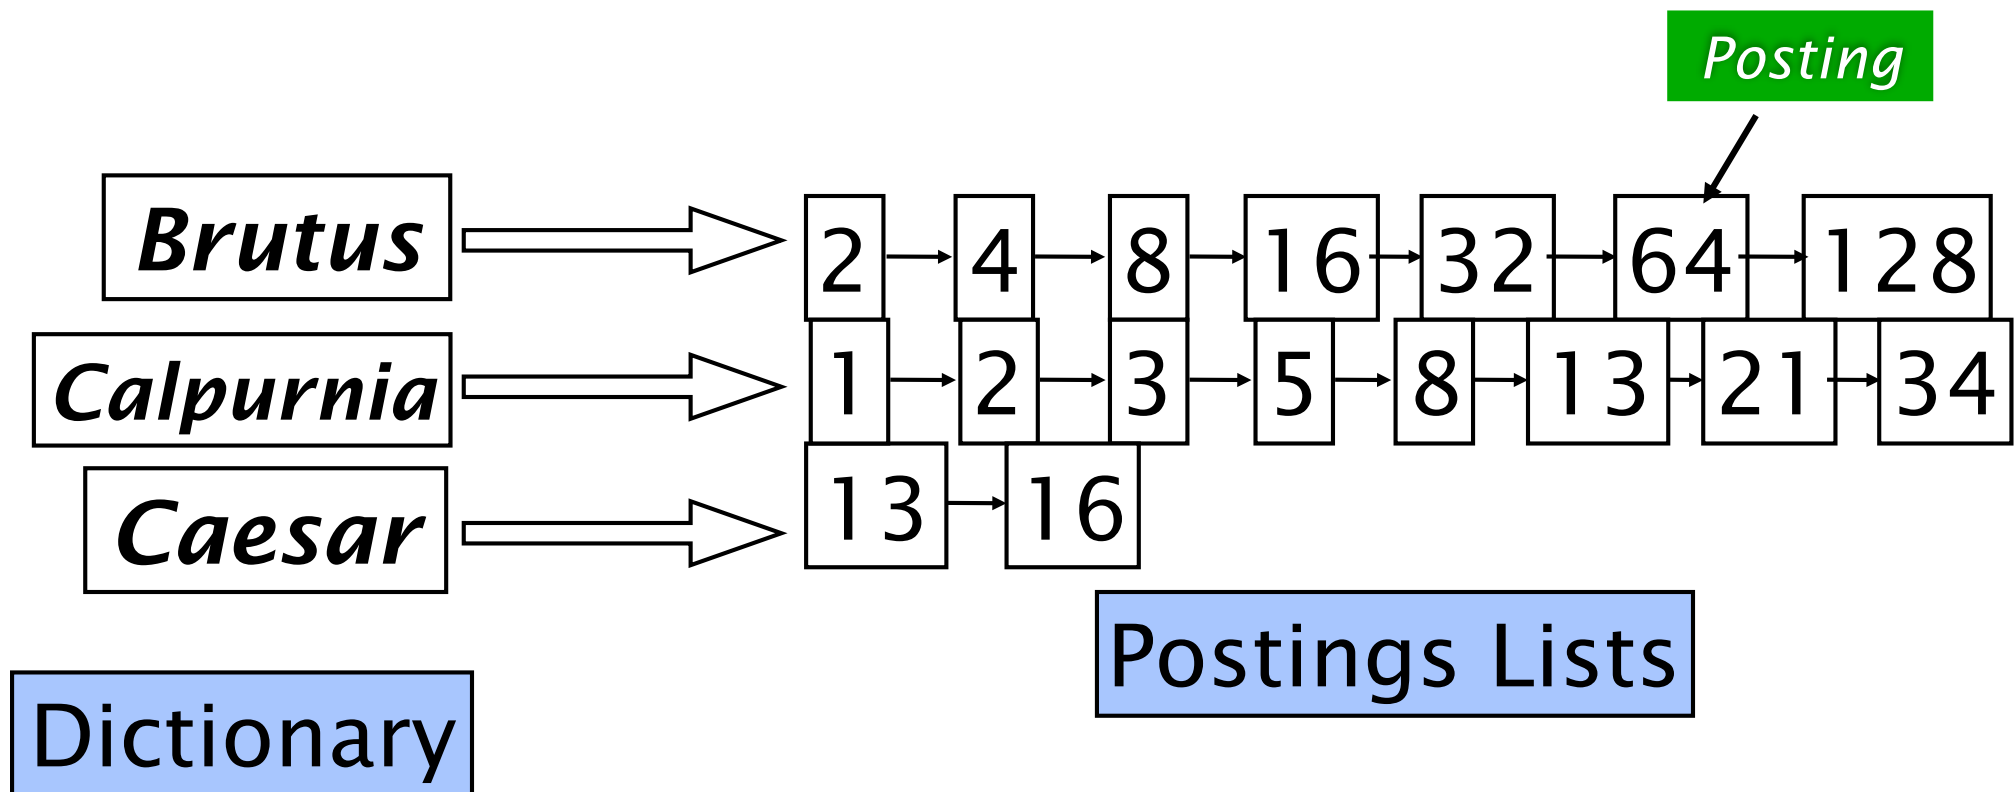 Posting
Brutus 2 4 8 16 32 64 128
Calpurnia 1 2 3 5 8 13 21 34
Caesar 13 16
Postings Lists
Dictionary